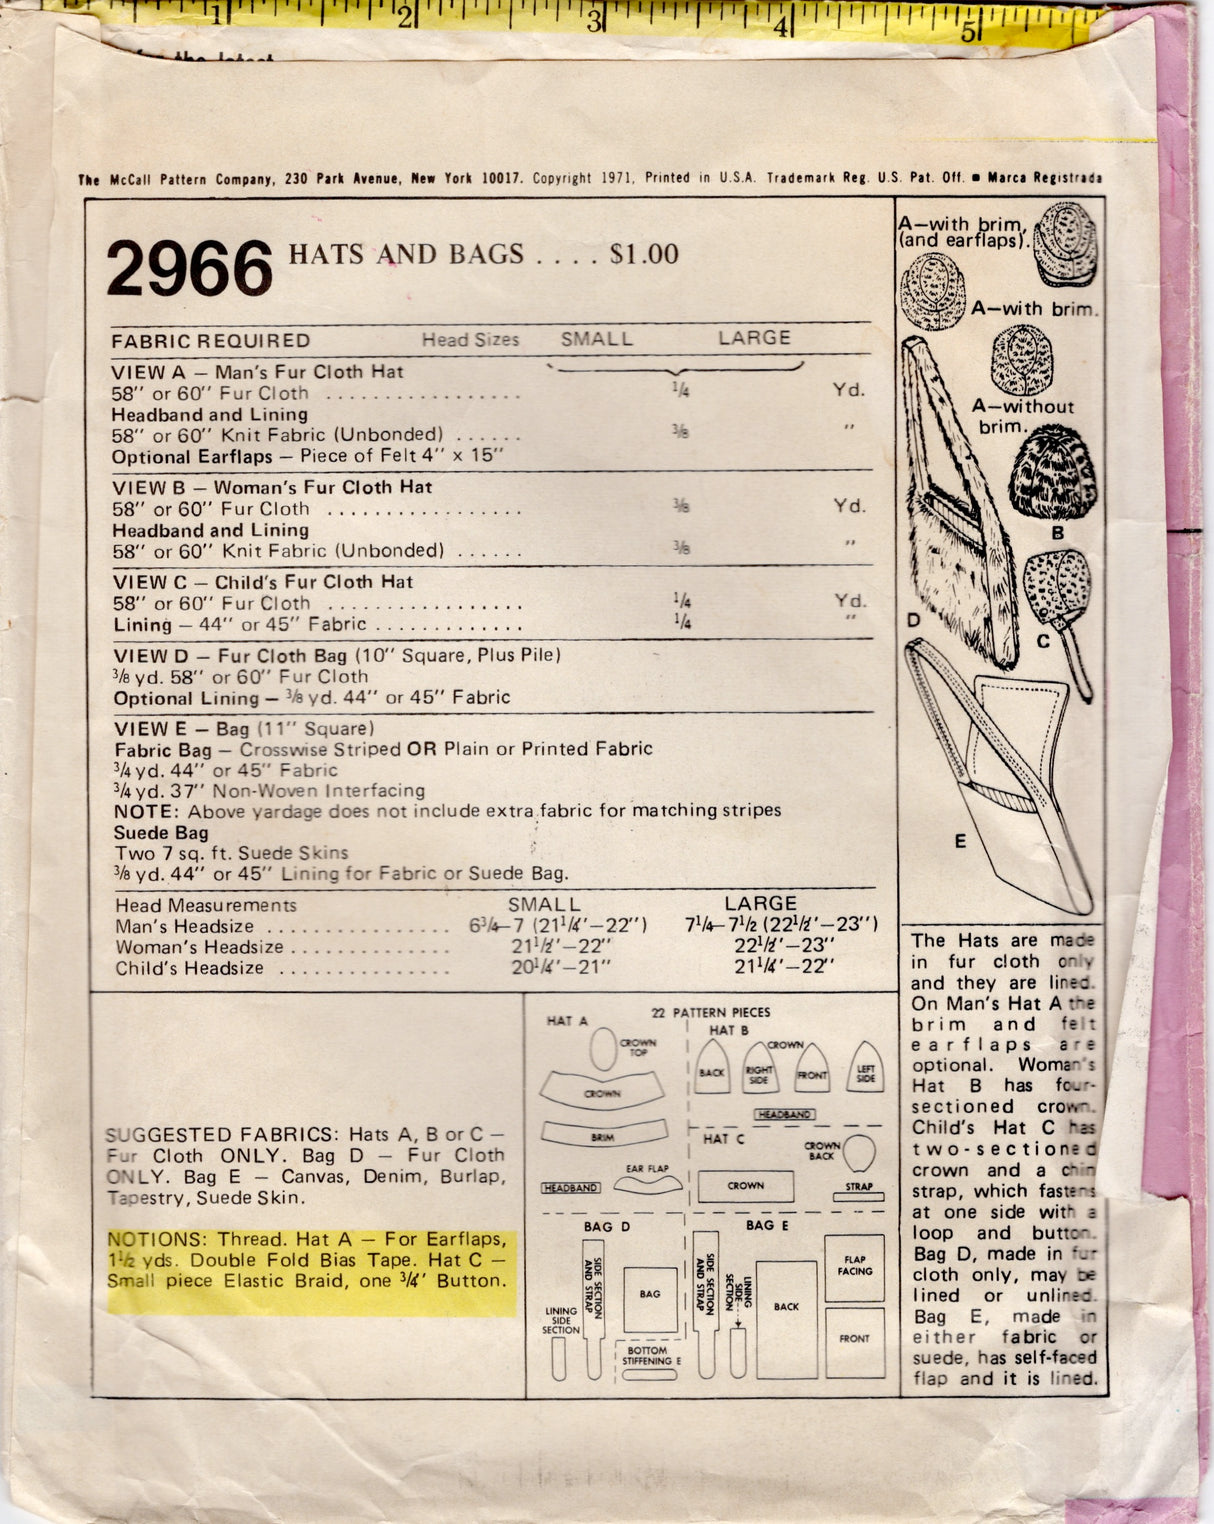 1 2 3 4 5
for the latest
The McCall Pattern Company, 230 Park Avenue, New York 10017. Copyright 1971, Printed in U.S.A. Trademark Reg. U.S. Pat. Off. ■ Marca Registrada
2966 HATS AND BAGS . . . . $1.00
FABRIC REQUIRED Head Sizes SMALL LARGE
VIEW A — Man's Fur Cloth Hat
58'' or 60'' Fur Cloth .................. 1/4 Yd.
Headband and Lining
58'' or 60'' Knit Fabric (Unbonded) ...... 3/8 ''
Optional Earflaps — Piece of Felt 4'' x 15''
VIEW B — Woman's Fur Cloth Hat
58'' or 60'' Fur Cloth .................. 3/8 Yd.
Headband and Lining
58'' or 60'' Knit Fabric (Unbonded) ...... 3/8 ''
VIEW C — Child's Fur Cloth Hat
58'' or 60'' Fur Cloth .................. 1/4 Yd.
Lining — 44'' or 45'' Fabric ............. 1/4 ''
VIEW D — Fur Cloth Bag (10'' Square, Plus Pile)
3/8 yd. 58'' or 60'' Fur Cloth
Optional Lining — 3/8 yd. 44'' or 45'' Fabric
VIEW E — Bag (11'' Square)
Fabric Bag — Crosswise Striped OR Plain or Printed Fabric
3/4 yd. 44'' or 45'' Fabric
3/4 yd. 37'' Non-Woven Interfacing
NOTE: Above yardage does not include extra fabric for matching stripes
Suede Bag
Two 7 sq. ft. Suede Skins
3/8 yd. 44'' or 45'' Lining for Fabric or Suede Bag.
Head Measurements SMALL LARGE
Man's Headsize ................ 6 3/4–7 (21 1/4'–22'') 7 1/4–7 1/2 (22 1/2'–23'')
Woman's Headsize .............. 21 1/2'–22'' 22 1/2'–23''
Child's Headsize .............. 20 1/4'–21'' 21 1/4'–22''
SUGGESTED FABRICS: Hats A, B or C —
Fur Cloth ONLY. Bag D — Fur Cloth
ONLY. Bag E — Canvas, Denim, Burlap,
Tapestry, Suede Skin.
NOTIONS: Thread. Hat A — For Earflaps,
1 1/2 yds. Double Fold Bias Tape. Hat C —
Small piece Elastic Braid, one 3/4' Button.
22 PATTERN PIECES
HAT A
CROWN
TOP
CROWN
BRIM
EAR FLAP
HEADBAND
HAT B
CROWN
BACK
RIGHT
SIDE
FRONT
LEFT
SIDE
HEADBAND
HAT C
CROWN
BACK
CROWN
STRAP
BAG D
SIDE SECTION
AND STRAP
BAG
LINING
SIDE
SECTION
BOTTOM
STIFFENING E
BAG E
SIDE SECTION
AND STRAP
LINING
SIDE
SECTION
BACK
FLAP
FACING
FRONT
A—with brim,
(and earflaps).
A—with brim.
A—without
brim.
B
D
C
E
The Hats are made
in fur cloth only
and they are lined.
On Man's Hat A the
brim and felt
earflaps are
optional. Woman's
Hat B has four-
sectioned crown.
Child's Hat C has
two-sectioned
crown and a chin
strap, which fastens
at one side with a
loop and button.
Bag D, made in fur
cloth only, may be
lined or unlined.
Bag E, made in
either fabric or
suede, has self-faced
flap and it is lined.